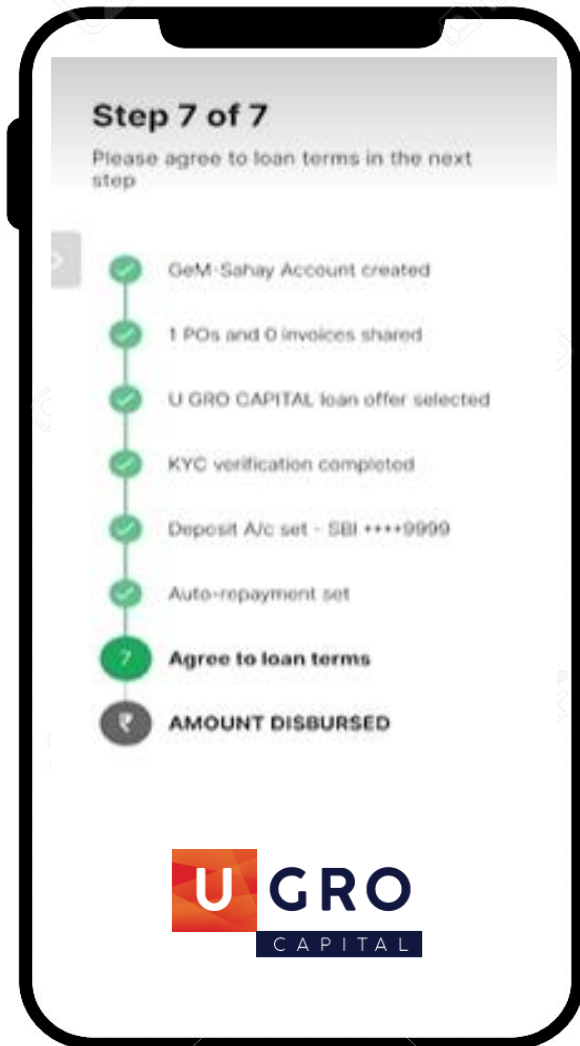 Step 7 of 7
Please agree to loan terms in the next
step
GeM-Sahay Account created
1 POs and 0 invoices shared
U GRO CAPITAL loan offer selected
KYC verification completed
Deposit A/c set - SBI ••••9999
Auto-repayment set
7 Agree to loan terms
₹ AMOUNT DISBURSED
U GRO
CAPITAL